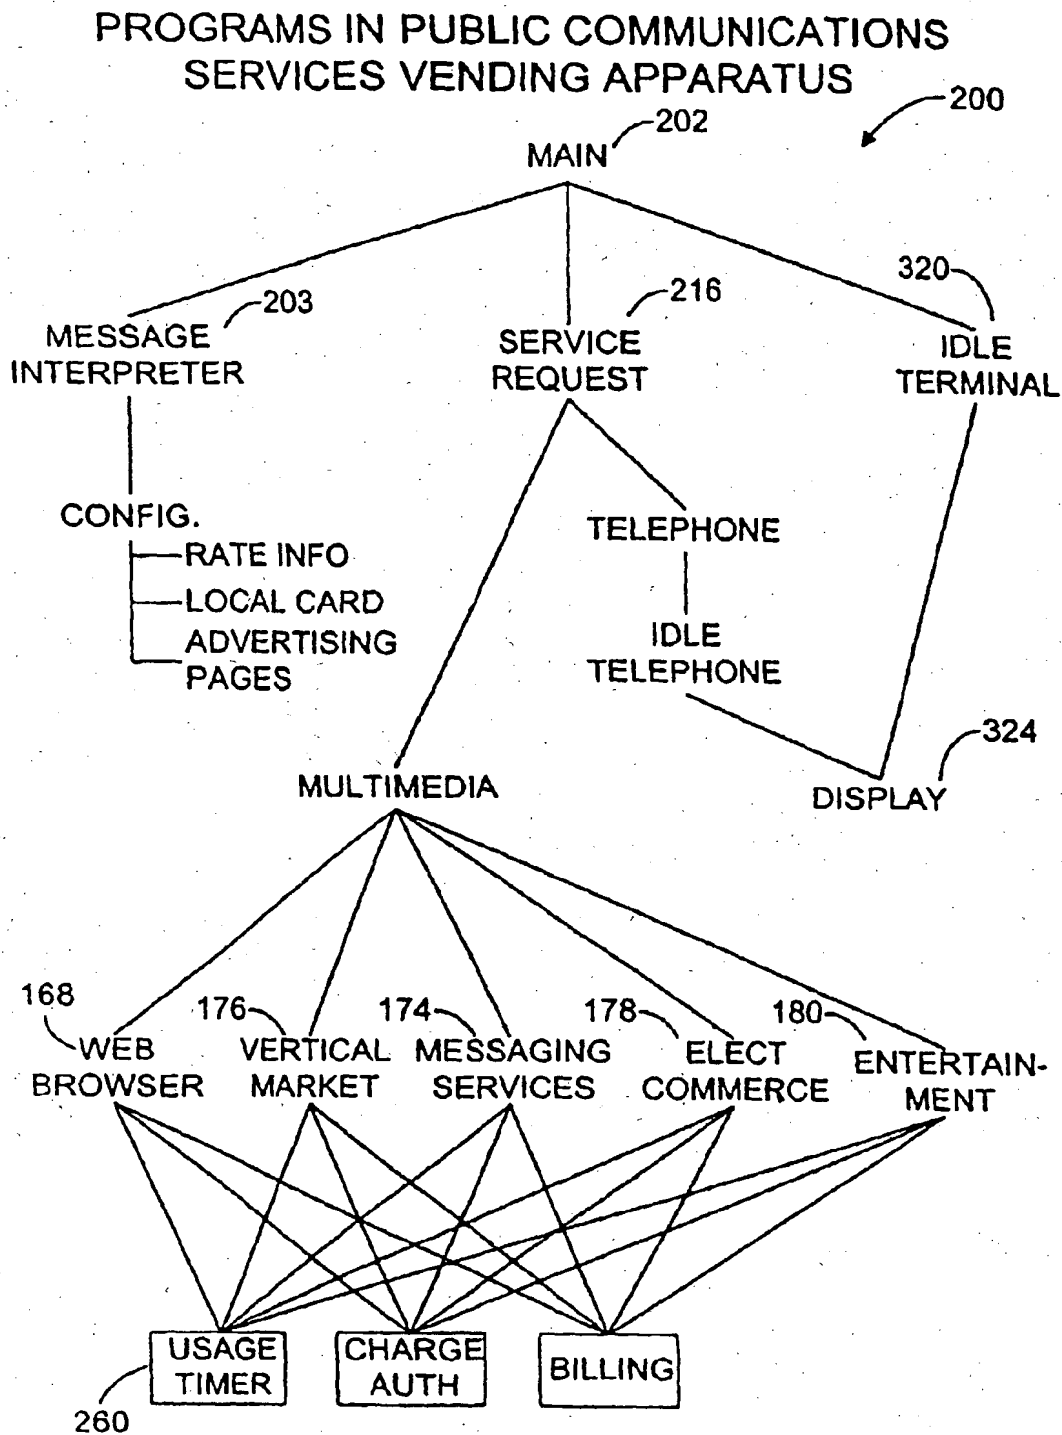 PROGRAMS IN PUBLIC COMMUNICATIONS
SERVICES VENDING APPARATUS
200
202
MAIN
320
203
216
MESSAGE
INTERPRETER
SERVICE
REQUEST
IDLE
TERMINAL
CONFIG.
RATE INFO
LOCAL CARD
ADVERTISING
PAGES
TELEPHONE
IDLE
TELEPHONE
324
MULTIMEDIA
DISPLAY
168
176
174
178
180
WEB
BROWSER
VERTICAL
MARKET
MESSAGING
SERVICES
ELECT
COMMERCE
ENTERTAIN-
MENT
USAGE
TIMER
CHARGE
AUTH
BILLING
260